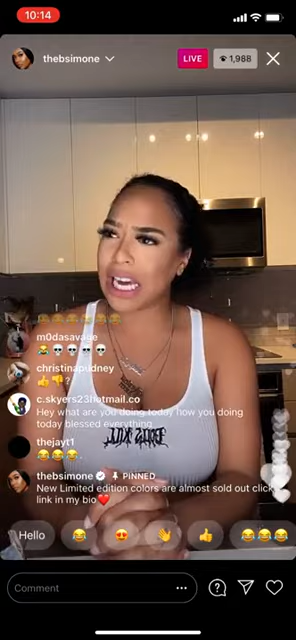 10:14
thebsimone
LIVE
1,988
m0dasavage
christinapudney
?
c.skyers23hotmail.co
Hey what are you doing today how you doing
today blessed everything
thejayt1
thebsimone PINNED
New Limited edition colors are almost sold out click
link in my bio
Hello
Comment